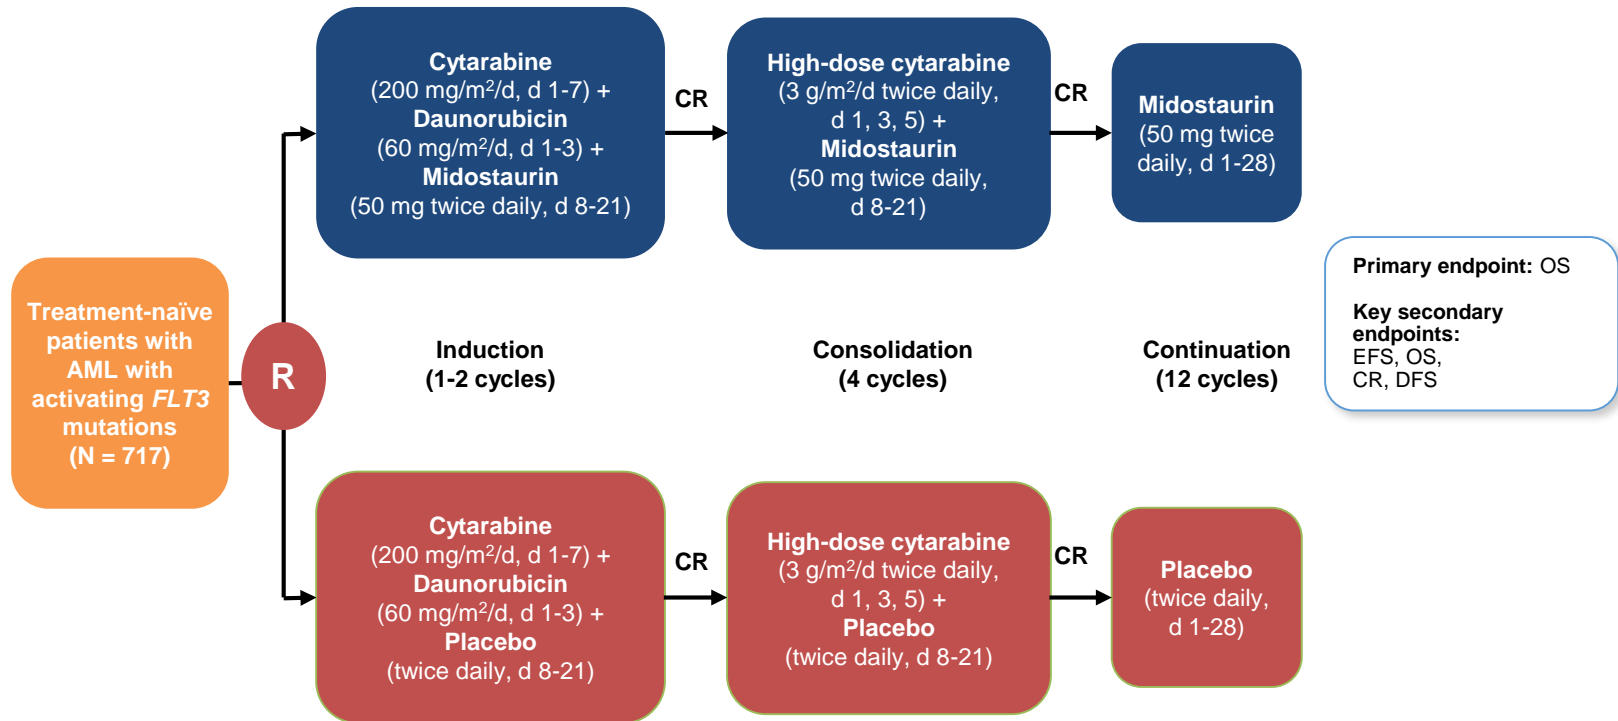 Treatment-naïve
patients with
AML with
activating FLT3
mutations
(N = 717)
R
Cytarabine
(200 mg/m²/d, d 1-7) +
Daunorubicin
(60 mg/m²/d, d 1-3) +
Midostaurin
(50 mg twice daily, d 8-21)
CR
High-dose cytarabine
(3 g/m²/d twice daily,
d 1, 3, 5) +
Midostaurin
(50 mg twice daily,
d 8-21)
CR
Midostaurin
(50 mg twice
daily, d 1-28)
Induction
(1-2 cycles)
Consolidation
(4 cycles)
Continuation
(12 cycles)
Primary endpoint: OS
Key secondary
endpoints:
EFS, OS,
CR, DFS
Cytarabine
(200 mg/m²/d, d 1-7) +
Daunorubicin
(60 mg/m²/d, d 1-3) +
Placebo
(twice daily, d 8-21)
CR
High-dose cytarabine
(3 g/m²/d twice daily,
d 1, 3, 5) +
Placebo
(twice daily, d 8-21)
CR
Placebo
(twice daily,
d 1-28)